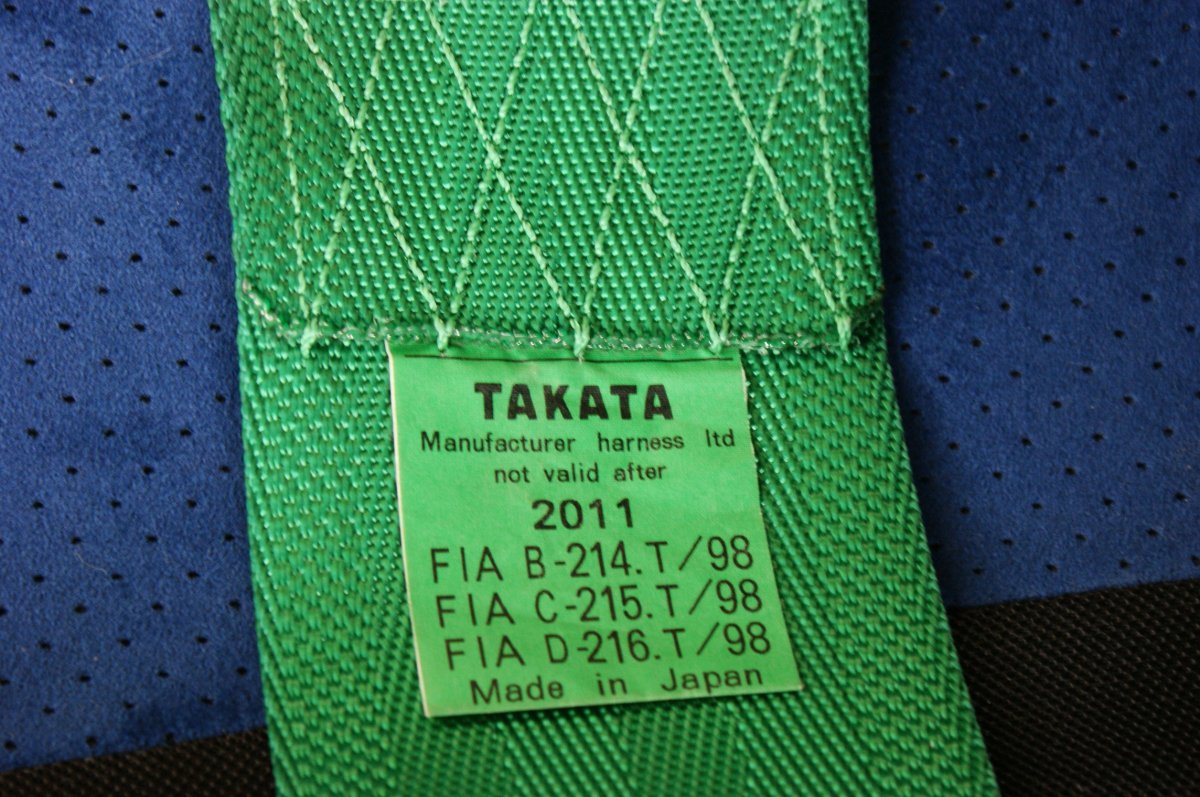 TAKATA
Manufacturer harness ltd
not valid after
2011
FIA B-214.T/98
FIA C-215.T/98
FIA D-216.T/98
Made in Japan